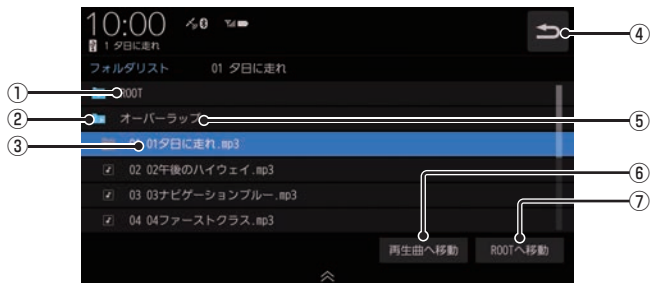 10:00
1 夕日に走れ
フォルダリスト 01 夕日に走れ
④
① ROOT
② オーバーラップ ⑤
③ 01 01夕日に走れ.mp3
02 02午後のハイウェイ.mp3
⑥
03 03ナビゲーションブルー.mp3
⑦
04 04ファーストクラス.mp3
再生曲へ移動 ROOTへ移動